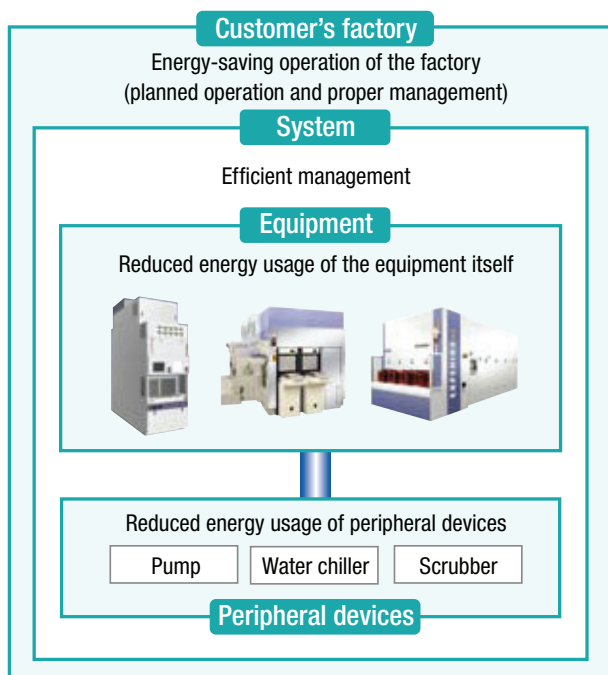 Customer's factory
Energy-saving operation of the factory
(planned operation and proper management)
System
Efficient management
Equipment
Reduced energy usage of the equipment itself
Reduced energy usage of peripheral devices
Pump
Water chiller
Scrubber
Peripheral devices